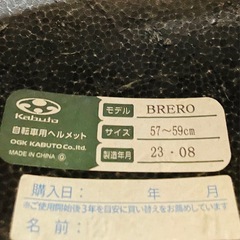 Kabuto
自転車用ヘルメット
OGK KABUTO Co.,ltd.
MADE IN CHINA G
モデル BRERO
サイズ 57~59cm
製造年月 23・08
購入日: 年 月
※ご使用開始後3年を目安に買い替えをお薦めしています
名前: